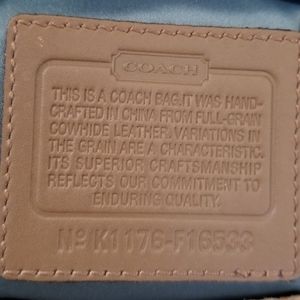 COACH
THIS IS A COACH BAG.IT WAS HAND-
CRAFTED IN CHINA FROM FULL-GRAIN
COWHIDE LEATHER. VARIATIONS IN
THE GRAIN ARE A CHARACTERISTIC.
ITS SUPERIOR CRAFTSMANSHIP
REFLECTS OUR COMMITMENT TO
ENDURING QUALITY.
No K1176-F16533